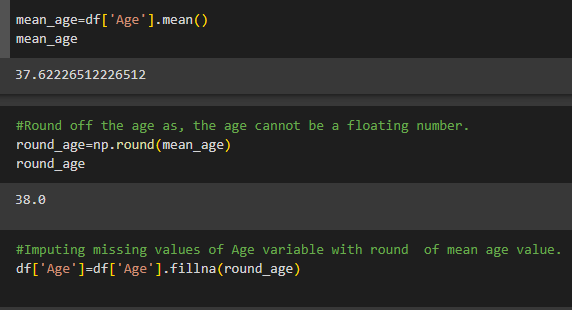 mean_age=df['Age'].mean()
mean_age
37.62226512226512
#Round off the age as, the age cannot be a floating number.
round_age=np.round(mean_age)
round_age
38.0
#Imputing missing values of Age variable with round  of mean age value.
df['Age']=df['Age'].fillna(round_age)